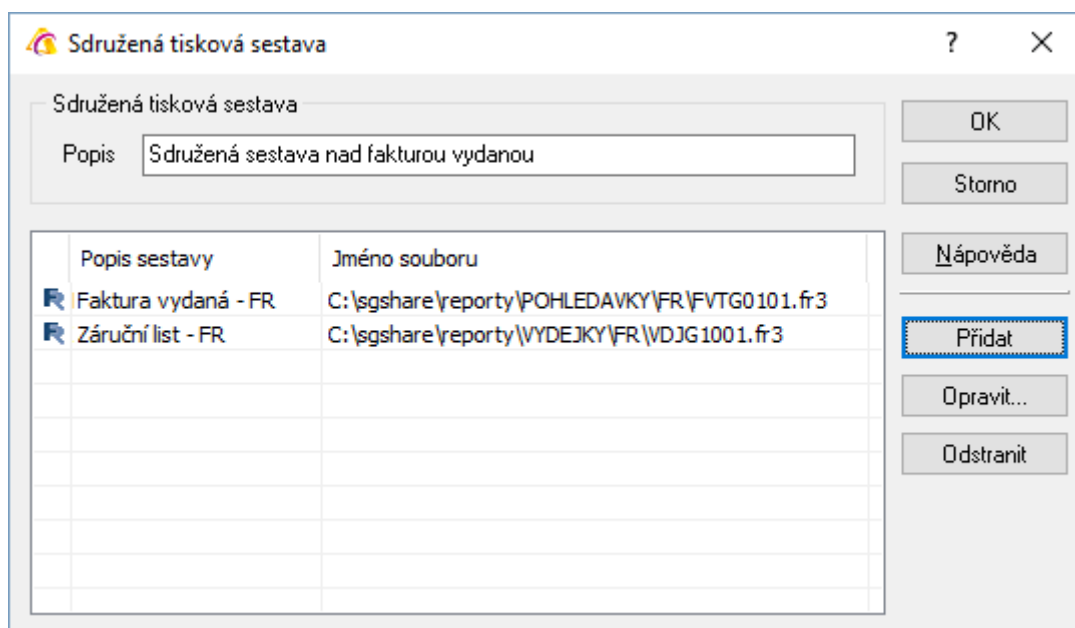 Sdružená tisková sestava
?
Sdružená tisková sestava
Popis Sdružená sestava nad fakturou vydanou
OK
Storno
Nápověda
Přidat
Opravit...
Odstranit
Popis sestavy Jméno souboru
Faktura vydaná - FR C:\sgshare\reporty\POHLEDAVKY\FR\FVTG0101.fr3
Záruční list - FR C:\sgshare\reporty\VYDEJKY\FR\VDJG1001.fr3